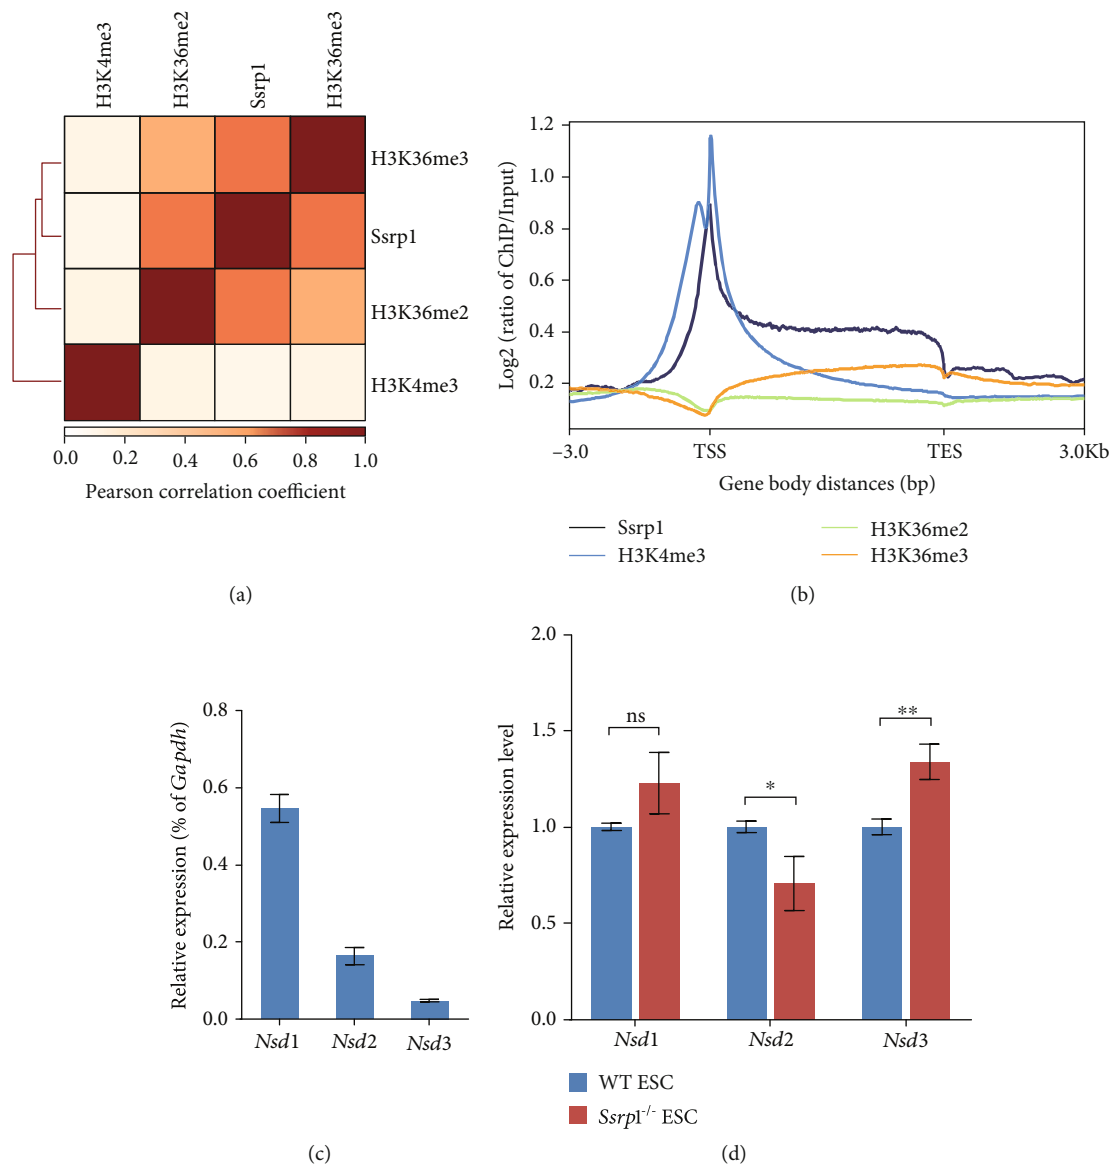 H3K4me3 H3K36me2 Ssrp1 H3K36me3
H3K36me3
Ssrp1
H3K36me2
H3K4me3
0.0 0.2 0.4 0.6 0.8 1.0
Pearson correlation coefficient
(a)
Log2 (ratio of ChIP/Input)
1.2
1.0
0.8
0.6
0.4
0.2
–3.0 TSS TES 3.0Kb
Gene body distances (bp)
Ssrp1 H3K36me2
H3K4me3 H3K36me3
(b)
Relative expression (% of Gapdh)
0.8
0.6
0.4
0.2
0.0
Nsd1 Nsd2 Nsd3
(c)
Relative expression level
2.0
1.5
1.0
0.5
0.0
ns
*
**
Nsd1 Nsd2 Nsd3
WT ESC
Ssrp1-/- ESC
(d)